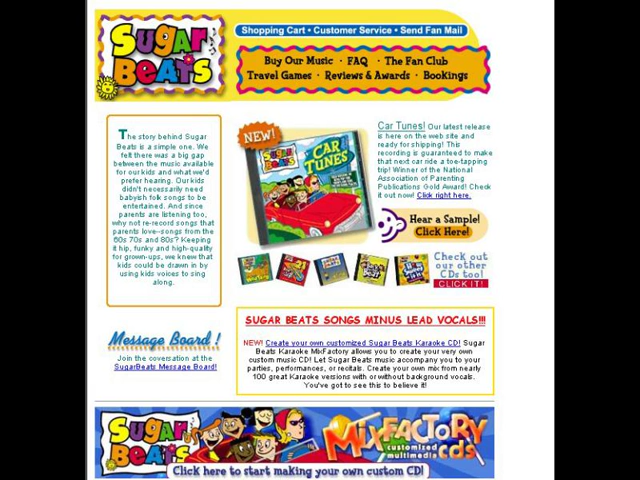 Sugar Beats
Shopping Cart • Customer Service • Send Fan Mail
Buy Our Music · FAQ · The Fan Club
Travel Games · Reviews & Awards · Bookings
The story behind Sugar
Beats is a simple one. We
felt there was a big gap
between the music available
for our kids and what we'd
prefer hearing. Our kids
didn't necessarily need
babyish folk songs to
be entertained. And since
parents are listening too,
why not re-record songs that
parents love--songs from the
60s 70s and 80s? Keeping
it hip, funky and high-quality
for grown-ups, we knew that
kids could be drawn in by
using kids voices to sing
along.
NEW!
SUGAR BEATS
CAR TUNES
Car Tunes! Our latest release
is here on the web site and
ready for shipping! This
recording is guaranteed to make
that next car ride a toe-tapping
trip! Winner of the National
Association of Parenting
Publications Gold Award! Check
it out now! Click right here.
Hear a Sample!
Click Here!
Check out
our other
CDs too!
CLICK IT!
Message Board!
Join the coversation at the
SugarBeats Message Board!
SUGAR BEATS SONGS MINUS LEAD VOCALS!!!
NEW! Create your own customized Sugar Beats Karaoke CD! Sugar
Beats Karaoke MixFactory allows you to create your very own
custom music CD! Let Sugar Beats music accompany you to your
parties, performances, or recitals. Create your own mix from nearly
100 great Karaoke versions with or without background vocals.
You've got to see this to believe it!
Sugar Beats
MixFactory
customized
multimedia cds
Click here to start making your own custom CD!